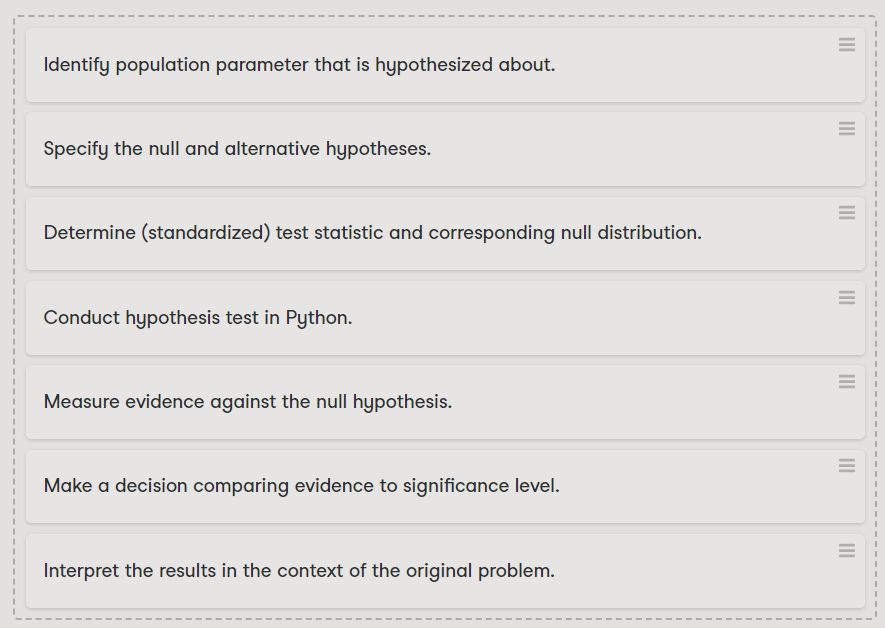 Identify population parameter that is hypothesized about.
Specify the null and alternative hypotheses.
Determine (standardized) test statistic and corresponding null distribution.
Conduct hypothesis test in Python.
Measure evidence against the null hypothesis.
Make a decision comparing evidence to significance level.
Interpret the results in the context of the original problem.